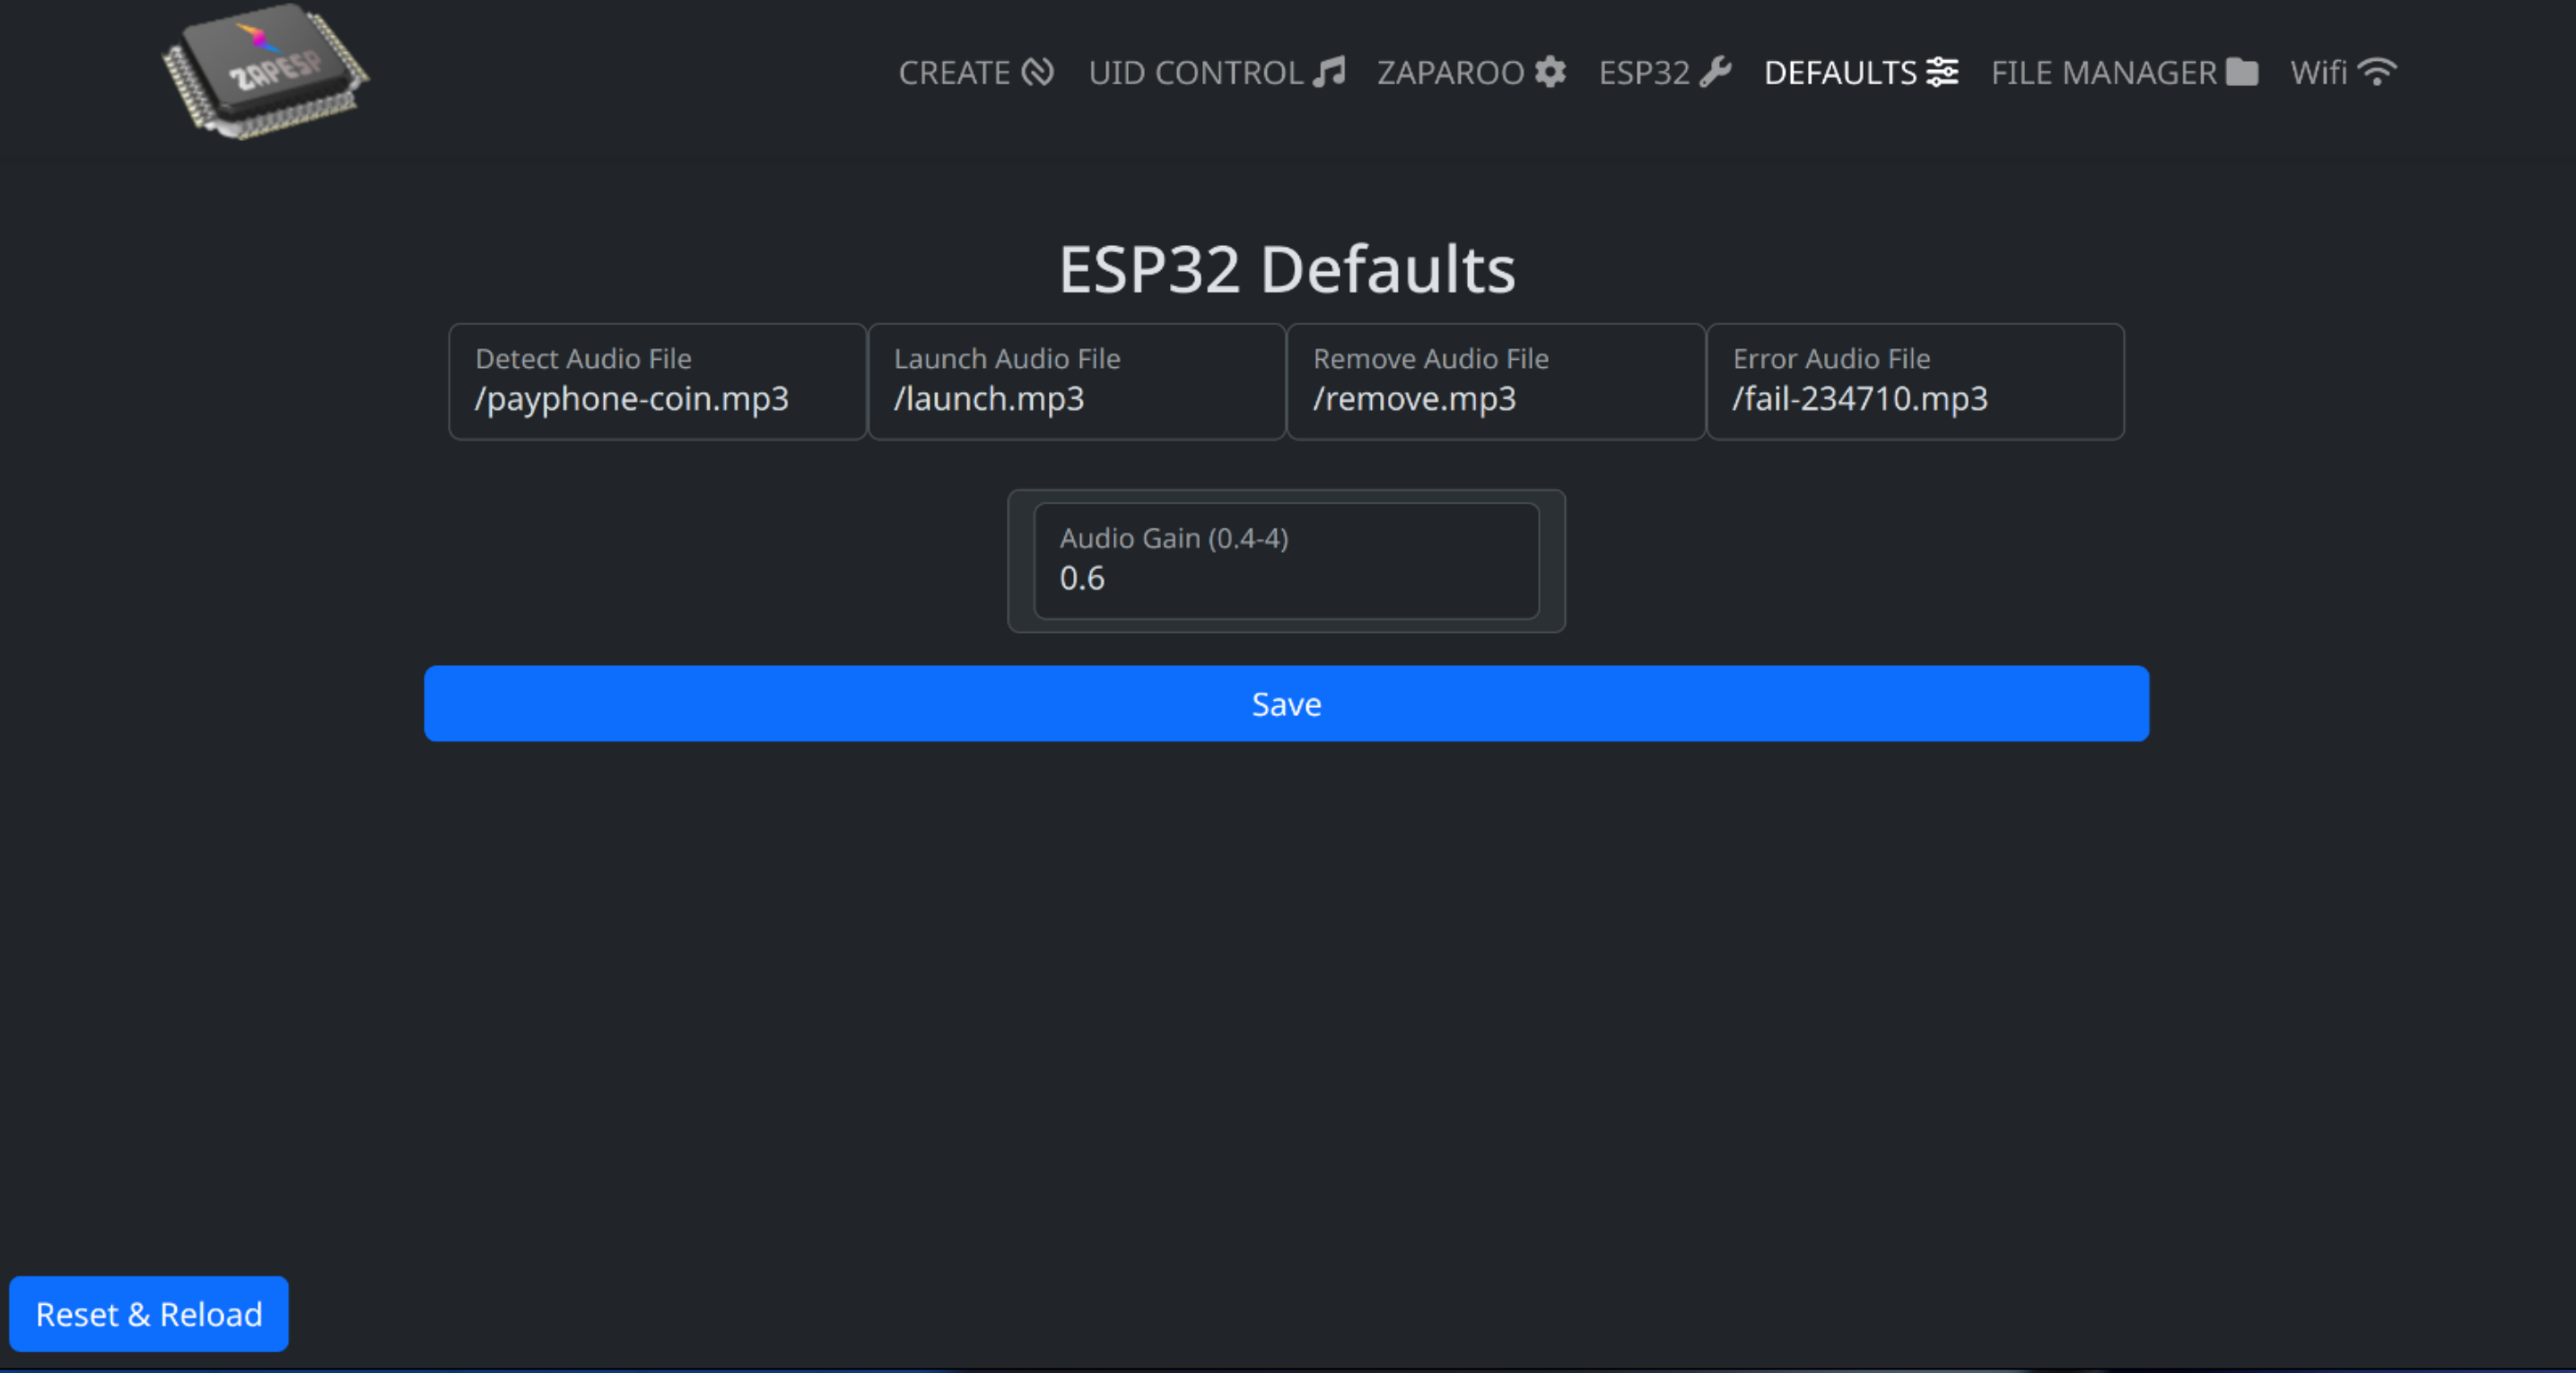 ZAPESP
CREATE UID CONTROL ZAPAROO ESP32 DEFAULTS FILE MANAGER Wifi
ESP32 Defaults
Detect Audio File
/payphone-coin.mp3
Launch Audio File
/launch.mp3
Remove Audio File
/remove.mp3
Error Audio File
/fail-234710.mp3
Audio Gain (0.4-4)
0.6
Save
Reset & Reload